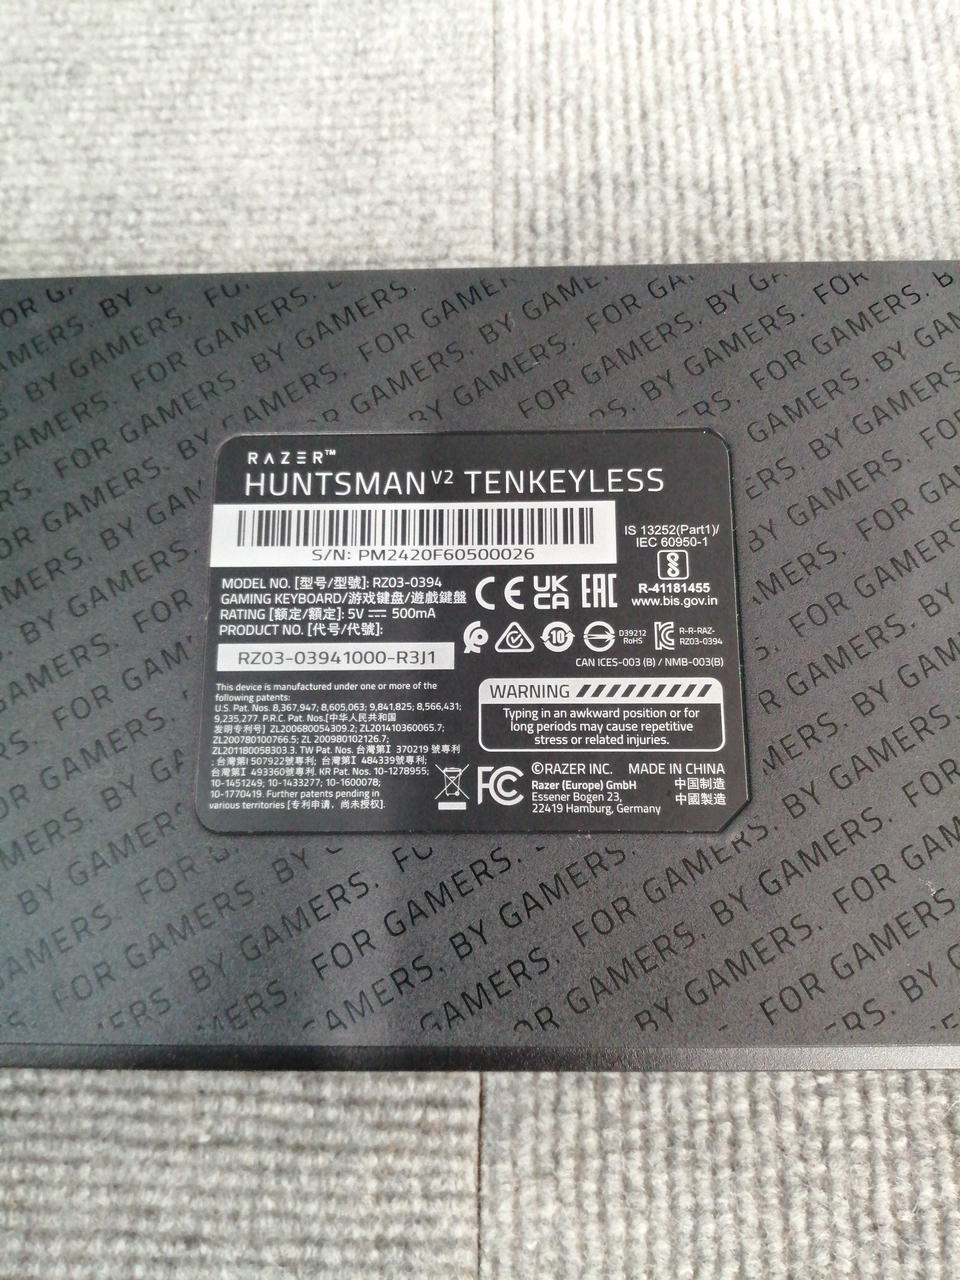 RAZER™
HUNTSMAN V2 TENKEYLESS
S/N: PM2420F60500026
IS 13252(Part1)/
IEC 60950-1
R-41181455
www.bis.gov.in
MODEL NO. [型号/型號]: RZ03-0394
GAMING KEYBOARD/游戏键盘/遊戲鍵盤
RATING [额定/額定]: 5V ⎓ 500mA
PRODUCT NO. [代号/代號]:
RZ03-03941000-R3J1
CE UK CA EAC
10
D39212
RoHS
R-R-RAZ-
RZ03-0394
CAN ICES-003 (B) / NMB-003(B)
This device is manufactured under one or more of the
following patents:
U.S. Pat. Nos. 8,367,947; 8,605,063; 9,841,825; 8,566,431;
9,235,277 P.R.C. Pat. Nos.[中华人民共和国
发明专利号] ZL200680054309.2; ZL201410360065.7;
ZL200780100766.5; ZL 200980102126.7;
ZL201180058303.3. TW Pat. Nos. 台灣第I 370219 號專利
; 台灣第I 507922號專利; 台灣第I 484339號專利
; 台灣第I 493360號專利. KR Pat. Nos. 10-1278955;
10-1451249; 10-1433277; 10-1600078;
10-1770419. Further patents pending in
various territories [专利申请，尚未授权].
WARNING
Typing in an awkward position or for
long periods may cause repetitive
stress or related injuries.
FC
©RAZER INC. MADE IN CHINA
Razer (Europe) GmbH 中国制造
Essener Bogen 23, 中國製造
22419 Hamburg, Germany
FOR GAMERS. BY GAMERS.